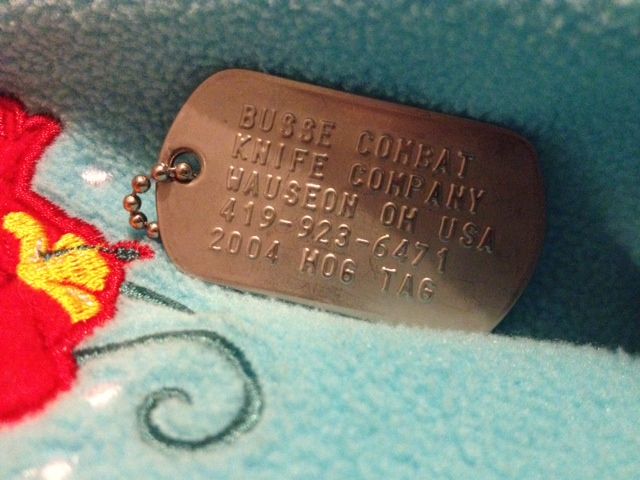 BUSSE COMBAT
KNIFE COMPANY
WAUSEON OH USA
419-923-6471
2004 HOG TAG